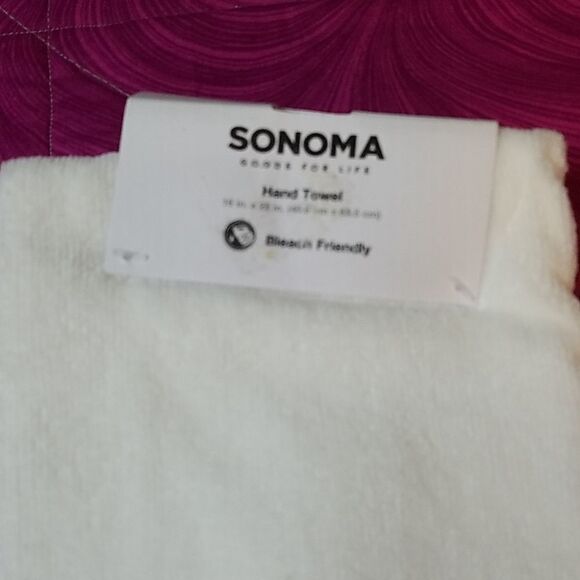 SONOMA
GOODS FOR LIFE
Hand Towel
Bleach Friendly